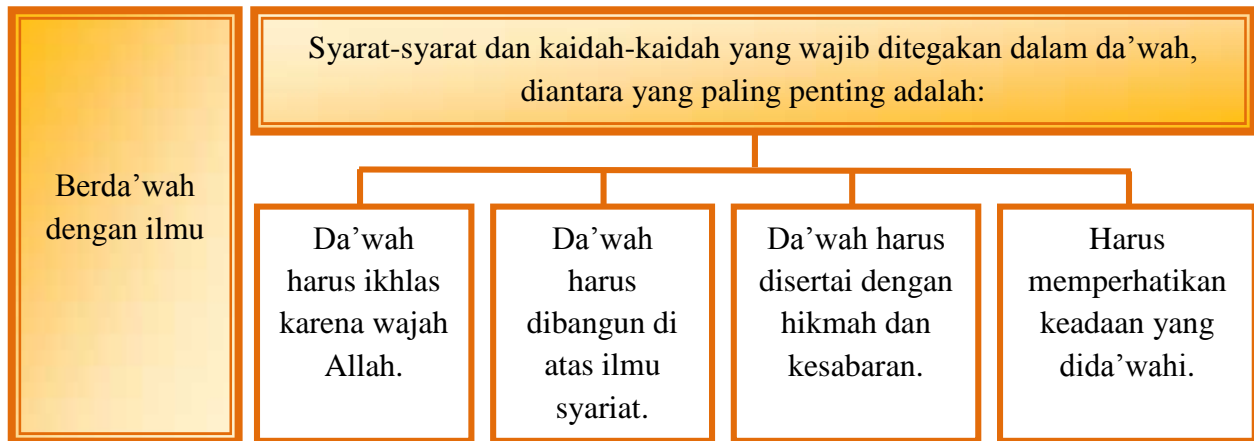 Berda’wah
dengan ilmu
Syarat-syarat dan kaidah-kaidah yang wajib ditegakan dalam da’wah,
diantara yang paling penting adalah:
Da’wah
harus ikhlas
karena wajah
Allah.
Da’wah
harus
dibangun di
atas ilmu
syariat.
Da’wah harus
disertai dengan
hikmah dan
kesabaran.
Harus
memperhatikan
keadaan yang
dida’wahi.